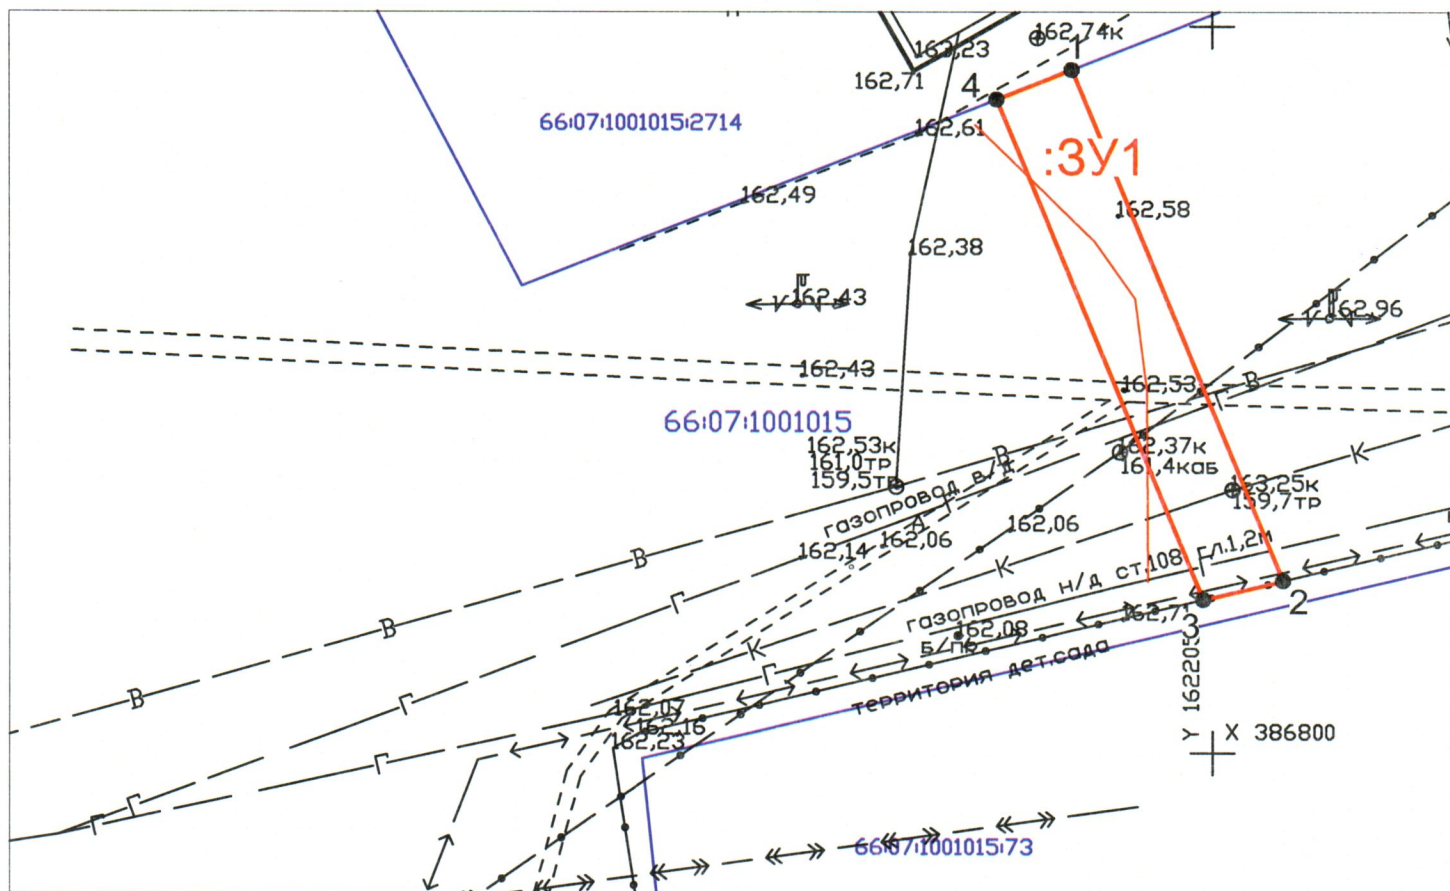 162,74к
163,23
1
162,71
4
66:07:1001015:2714
162,61
:ЗУ1
162,49
162,58
162,38
162,43
162,96
162,43
162,53
В
Г
66:07:1001015
162,53к
161,0тр
159,5тр
В
162,37к
161,4каб
К
163,25к
159,7тр
газопровод в/д
Г
А
162,06
162,06
162,14
В
К
газопровод н/д ст.108 Гл.1,2м
2
3
162,71
162,08
Б/пр
территория дет.сада
В
Г
К
Г
162,07
162,16
162,23
В
Г
Г
Г
Г
Y 1622050
X 386800
66:07:1001015:73